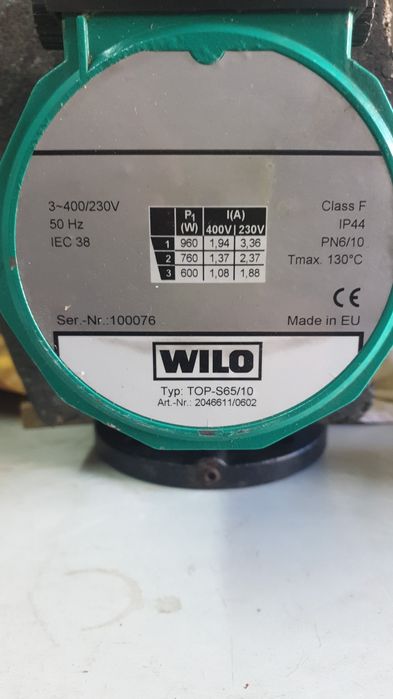 3~400/230V
50 Hz
IEC 38
P1 (W) I(A)
400V 230V
1 960 1,94 3,36
2 760 1,37 2,37
3 600 1,08 1,88
Class F
IP44
PN6/10
Tmax. 130°C
CE
Ser.-Nr.:100076
Made in EU
WILO
Typ: TOP-S65/10
Art.-Nr.: 2046611/0602